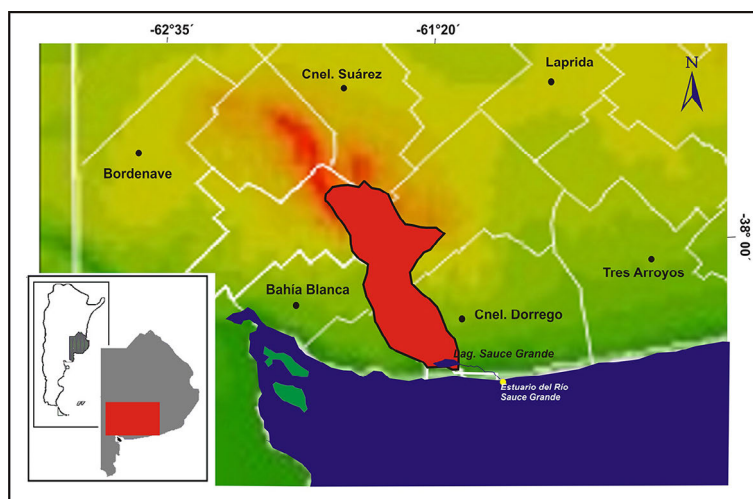 -62°35´
-61°20´
Cnel. Suárez
Laprida
N
Bordenave
-38° 00´
Tres Arroyos
Bahía Blanca
Cnel. Dorrego
Lag. Sauce Grande
Estuario del Río
Sauce Grande